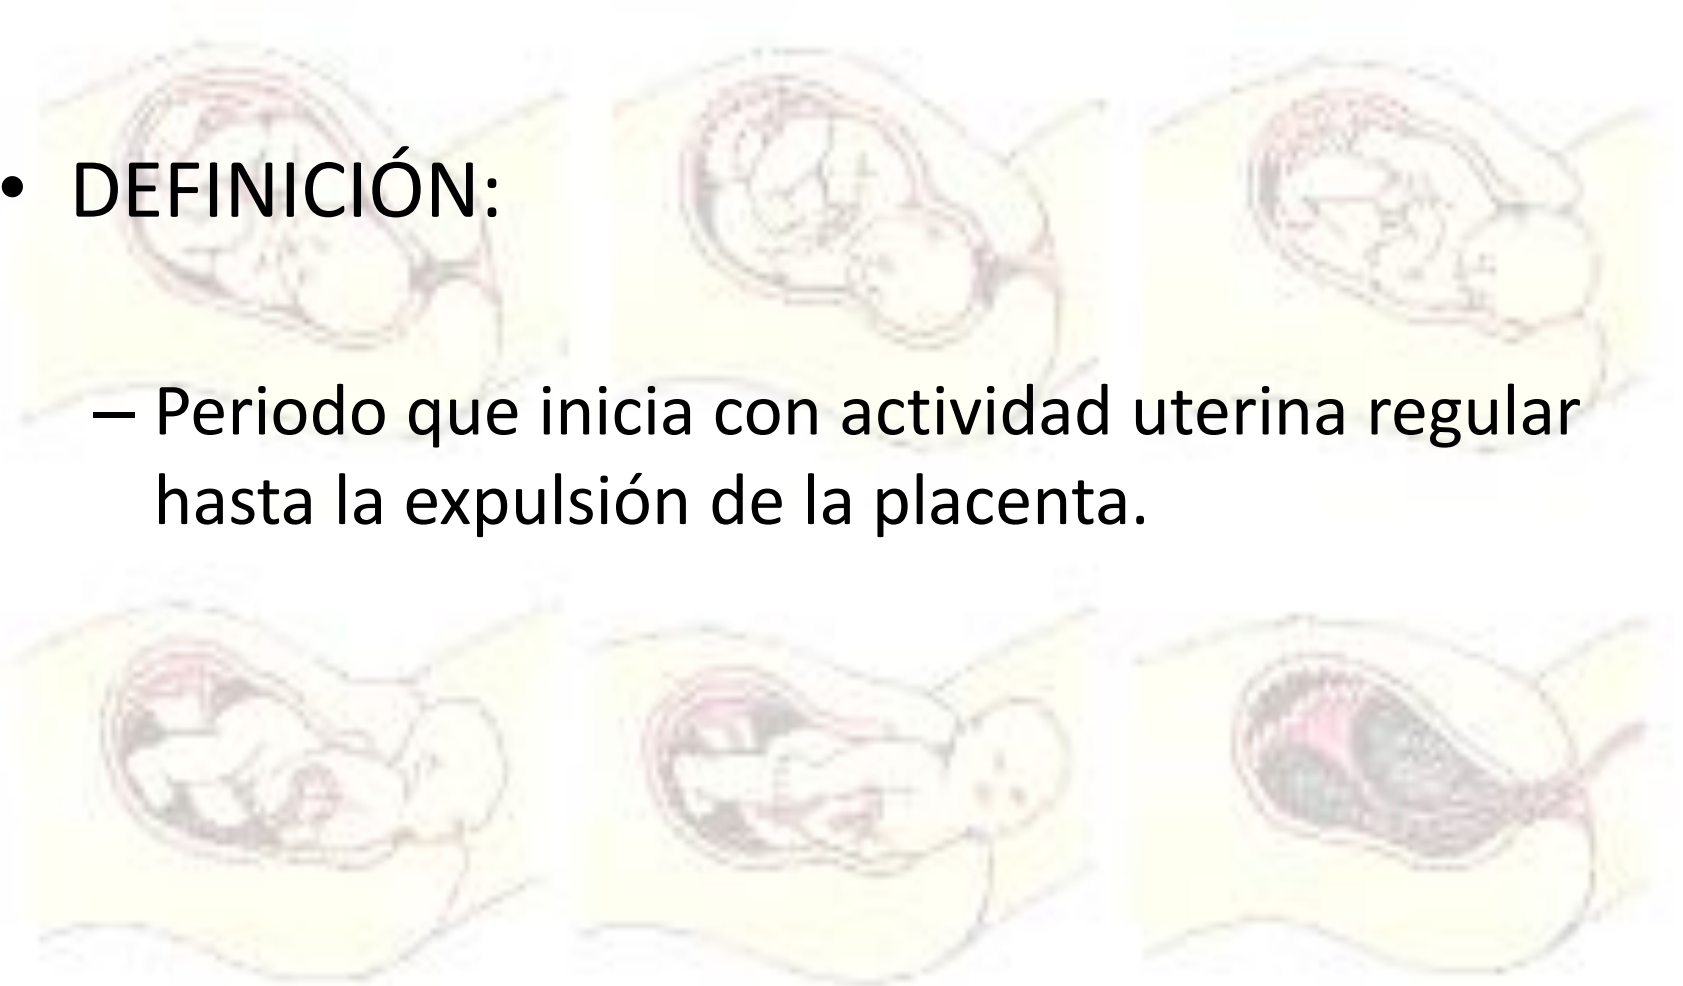 • DEFINICIÓN:
– Periodo que inicia con actividad uterina regular
hasta la expulsión de la placenta.